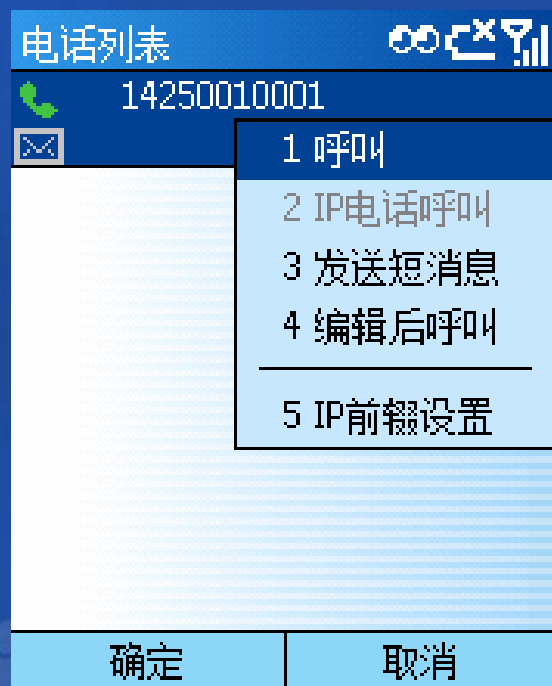 电话列表
14250010001
1 呼叫
2 IP电话呼叫
3 发送短消息
4 编辑后呼叫
5 IP前辍设置
确定
取消